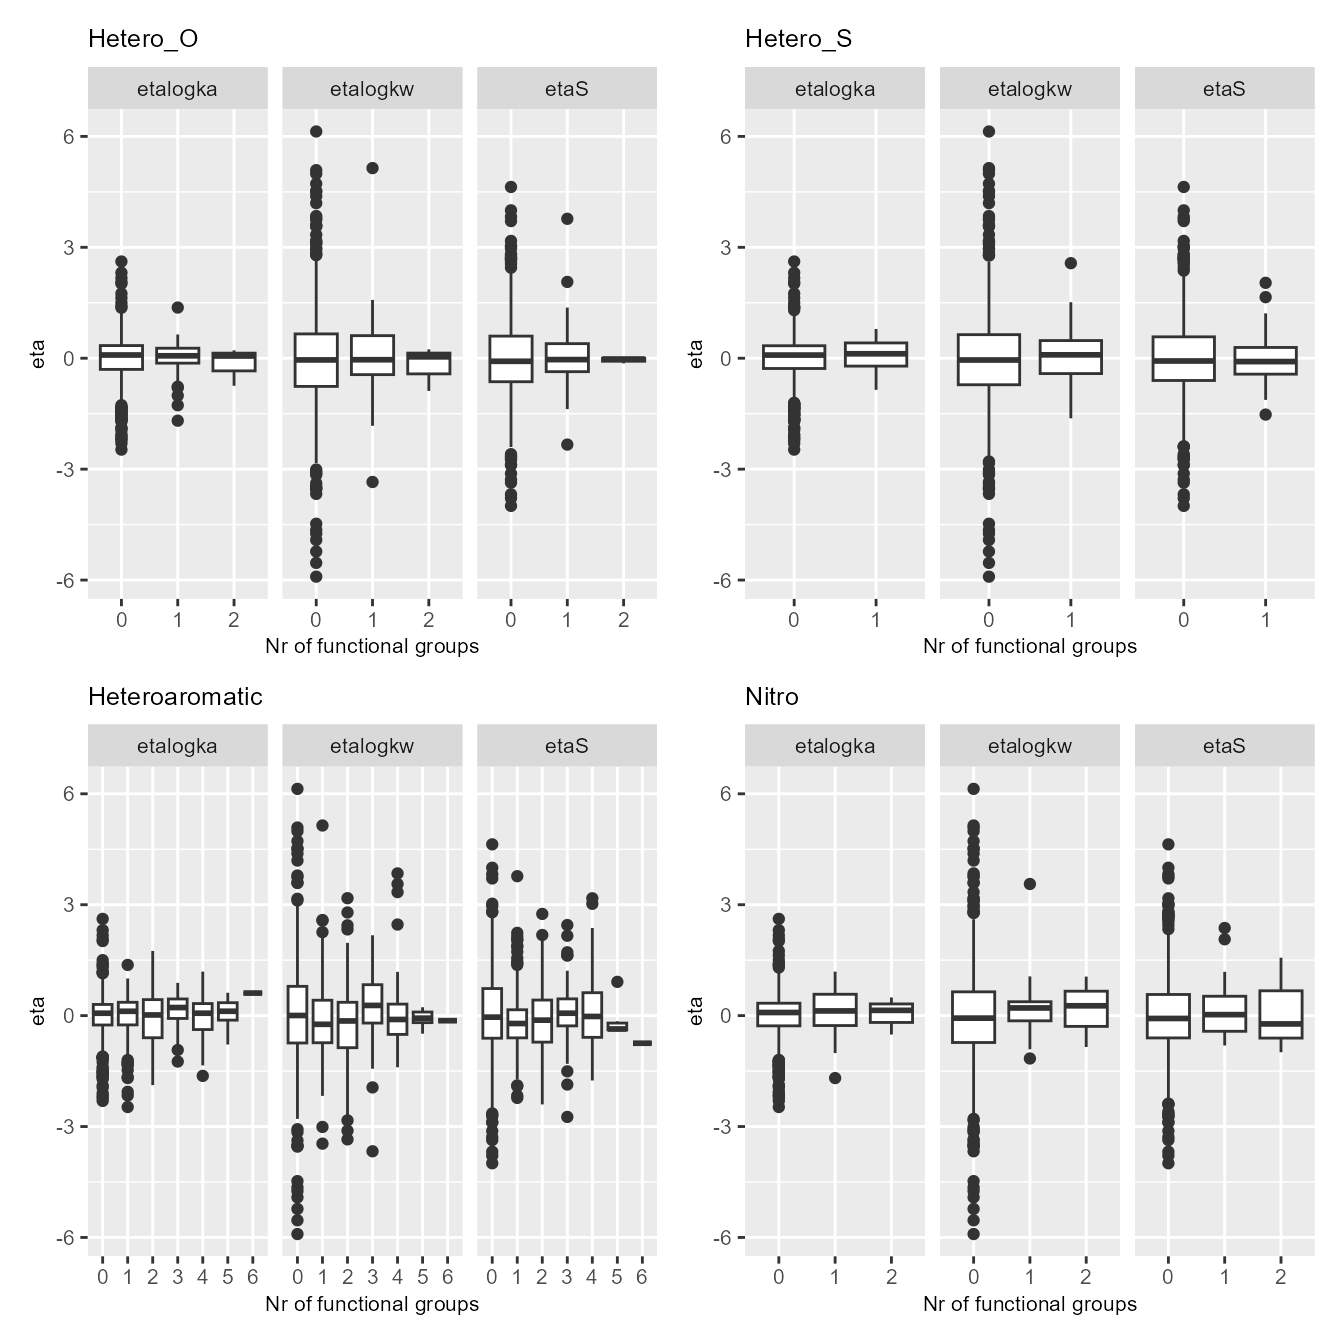 Hetero_O
etalogka etalogkw etaS
eta
6
3
0
-3
-6
0 1 2 0 1 2 0 1 2
Nr of functional groups
Hetero_S
etalogka etalogkw etaS
eta
6
3
0
-3
-6
0 1 0 1 0 1
Nr of functional groups
Heteroaromatic
etalogka etalogkw etaS
eta
6
3
0
-3
-6
0 1 2 3 4 5 6 0 1 2 3 4 5 6 0 1 2 3 4 5 6
Nr of functional groups
Nitro
etalogka etalogkw etaS
eta
6
3
0
-3
-6
0 1 2 0 1 2 0 1 2
Nr of functional groups